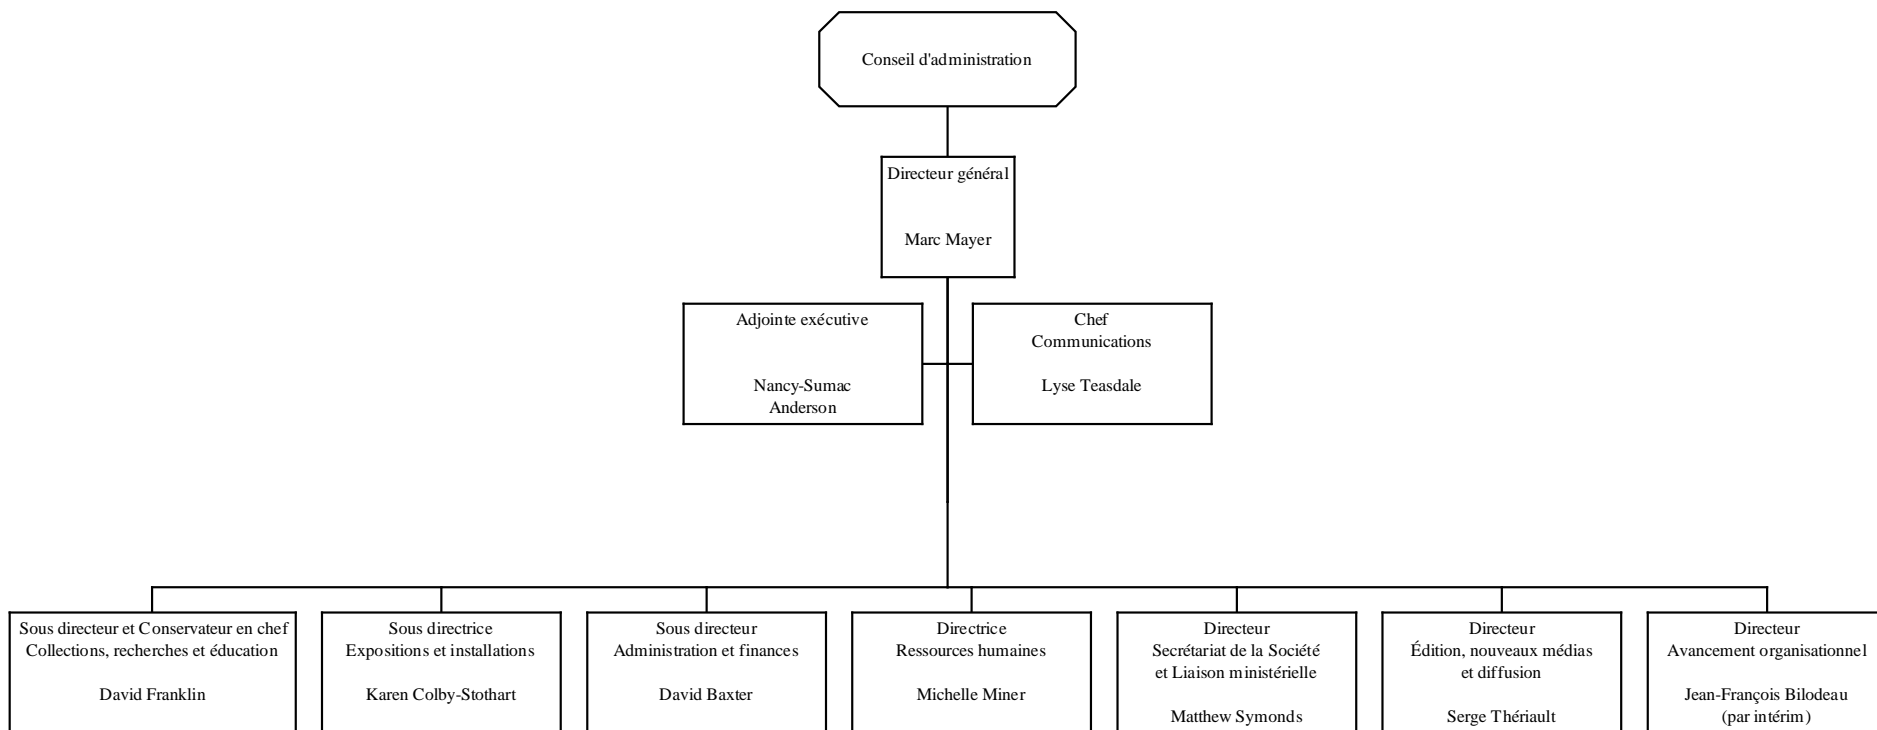 Conseil d'administration
Directeur général
Marc Mayer
Adjointe exécutive
Nancy-Sumac
Anderson
Chef
Communications
Lyse Teasdale
Sous directeur et Conservateur en chef
Collections, recherches et éducation
David Franklin
Sous directrice
Expositions et installations
Karen Colby-Stothart
Sous directeur
Administration et finances
David Baxter
Directrice
Ressources humaines
Michelle Miner
Directeur
Secrétariat de la Société
et Liaison ministérielle
Matthew Symonds
Directeur
Édition, nouveaux médias
et diffusion
Serge Thériault
Directeur
Avancement organisationnel
Jean-François Bilodeau
(par intérim)